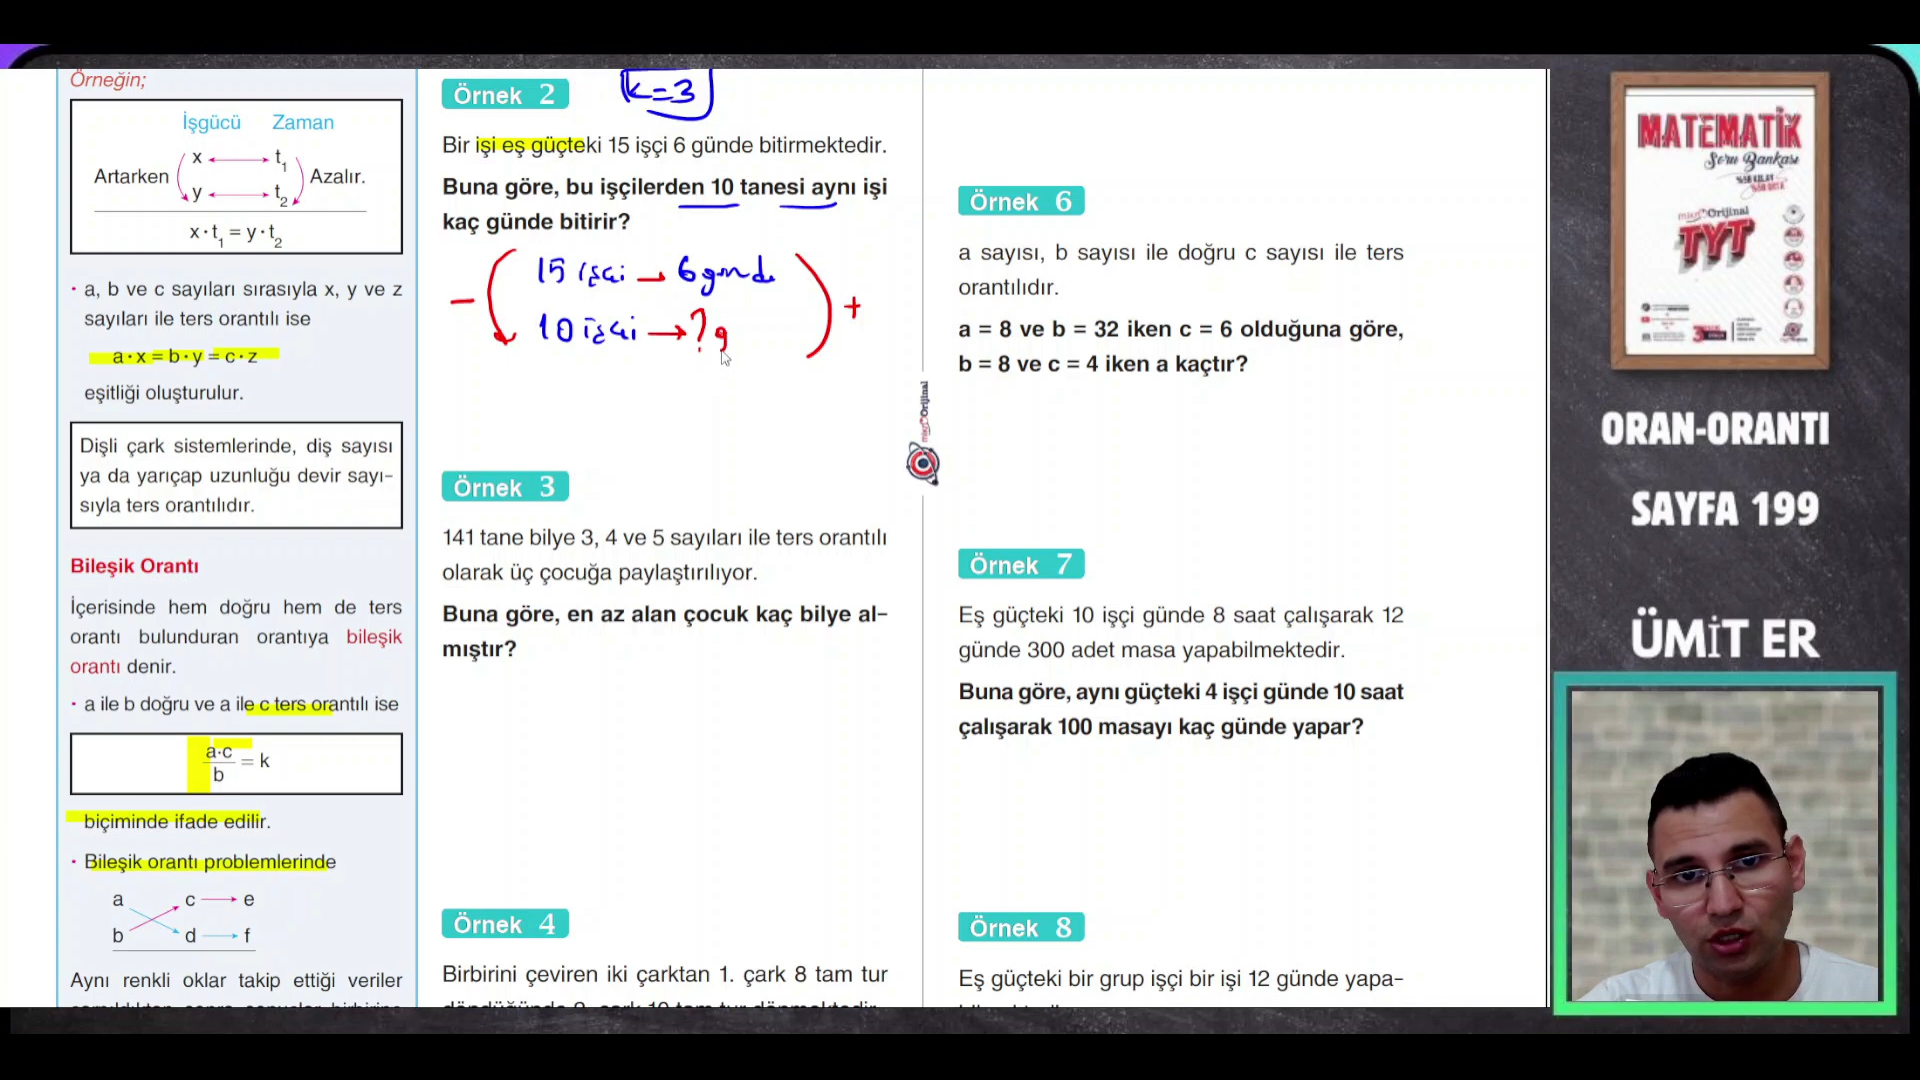 Örneğin;
İşgücü Zaman
Artarken x t1 Azalır.
y t2
x·t1 = y·t2
· a, b ve c sayıları sırasıyla x, y ve z
sayıları ile ters orantılı ise
a·x = b·y = c·z
eşitliği oluşturulur.
Dişli çark sistemlerinde, diş sayısı
ya da yarıçap uzunluğu devir sayı-
sıyla ters orantılıdır.
Bileşik Orantı
İçerisinde hem doğru hem de ters
orantı bulunduran orantıya bileşik
orantı denir.
· a ile b doğru ve a ile c ters orantılı ise
a·c/b = k
biçiminde ifade edilir.
· Bileşik orantı problemlerinde
a c → e
b d → f
Aynı renkli oklar takip ettiği veriler
Örnek 2
k=3
Bir işi eş güçteki 15 işçi 6 günde bitirmektedir.
Buna göre, bu işçilerden 10 tanesi aynı işi
kaç günde bitirir?
15 işçi → 6 günde
10 işçi → ? g
− +
Örnek 3
141 tane bilye 3, 4 ve 5 sayıları ile ters orantılı
olarak üç çocuğa paylaştırılıyor.
Buna göre, en az alan çocuk kaç bilye al-
mıştır?
Örnek 4
Birbirini çeviren iki çarktan 1. çark 8 tam tur
Orijinal
Örnek 6
a sayısı, b sayısı ile doğru c sayısı ile ters
orantılıdır.
a = 8 ve b = 32 iken c = 6 olduğuna göre,
b = 8 ve c = 4 iken a kaçtır?
Örnek 7
Eş güçteki 10 işçi günde 8 saat çalışarak 12
günde 300 adet masa yapabilmektedir.
Buna göre, aynı güçteki 4 işçi günde 10 saat
çalışarak 100 masayı kaç günde yapar?
Örnek 8
Eş güçteki bir grup işçi bir işi 12 günde yapa-
MATEMATİK
Soru Bankası
Orijinal
TYT
ORAN-ORANTI
SAYFA 199
ÜMİT ER